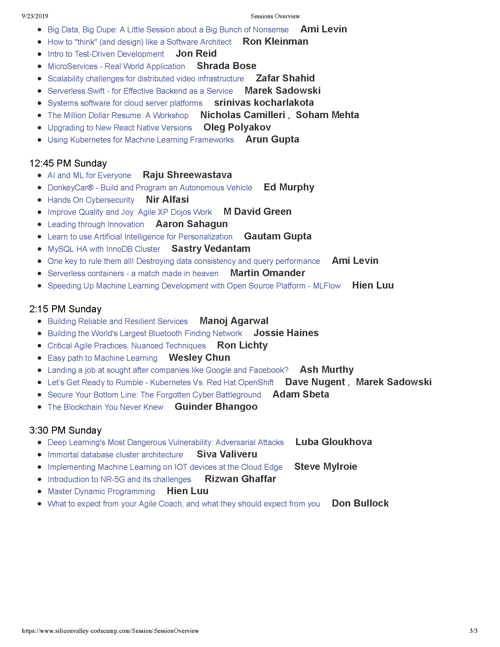 9/23/2019 Sessions Overview
• Big Data, Big Dupe: A Little Session about a Big Bunch of Nonsense Ami Levin
• How to "think" (and design) like a Software Architect Ron Kleinman
• Intro to Test-Driven Development Jon Reid
• MicroServices - Real World Application Shrada Bose
• Scalability challenges for distributed video infrastructure Zafar Shahid
• Serverless Swift - for Effective Backend as a Service Marek Sadowski
• Systems software for cloud server platforms srinivas kocharlakota
• The Million Dollar Resume: A Workshop Nicholas Camilleri , Soham Mehta
• Upgrading to New React Native Versions Oleg Polyakov
• Using Kubernetes for Machine Learning Frameworks Arun Gupta
12:45 PM Sunday
• AI and ML for Everyone Raju Shreewastava
• DonkeyCar® - Build and Program an Autonomous Vehicle Ed Murphy
• Hands On Cybersecurity Nir Alfasi
• Improve Quality and Joy: Agile XP Dojos Work M David Green
• Leading through Innovation Aaron Sahagun
• Learn to use Artificial Intelligence for Personalization Gautam Gupta
• MySQL HA with InnoDB Cluster Sastry Vedantam
• One key to rule them all! Destroying data consistency and query performance Ami Levin
• Serverless containers - a match made in heaven Martin Omander
• Speeding Up Machine Learning Development with Open Source Platform - MLFlow Hien Luu
2:15 PM Sunday
• Building Reliable and Resilient Services Manoj Agarwal
• Building the World's Largest Bluetooth Finding Network Jossie Haines
• Critical Agile Practices, Nuanced Techniques Ron Lichty
• Easy path to Machine Learning Wesley Chun
• Landing a job at sought after companies like Google and Facebook? Ash Murthy
• Let's Get Ready to Rumble - Kubernetes Vs. Red Hat OpenShift Dave Nugent , Marek Sadowski
• Secure Your Bottom Line: The Forgotten Cyber Battleground Adam Sbeta
• The Blockchain You Never Knew Guinder Bhangoo
3:30 PM Sunday
• Deep Learning's Most Dangerous Vulnerability: Adversarial Attacks Luba Gloukhova
• Immortal database cluster architecture Siva Valiveru
• Implementing Machine Learning on IOT devices at the Cloud Edge Steve Mylroie
• Introduction to NR-5G and its challenges Rizwan Ghaffar
• Master Dynamic Programming Hien Luu
• What to expect from your Agile Coach, and what they should expect from you Don Bullock
https://www.siliconvalley-codecamp.com/Session/SessionOverview 3/3